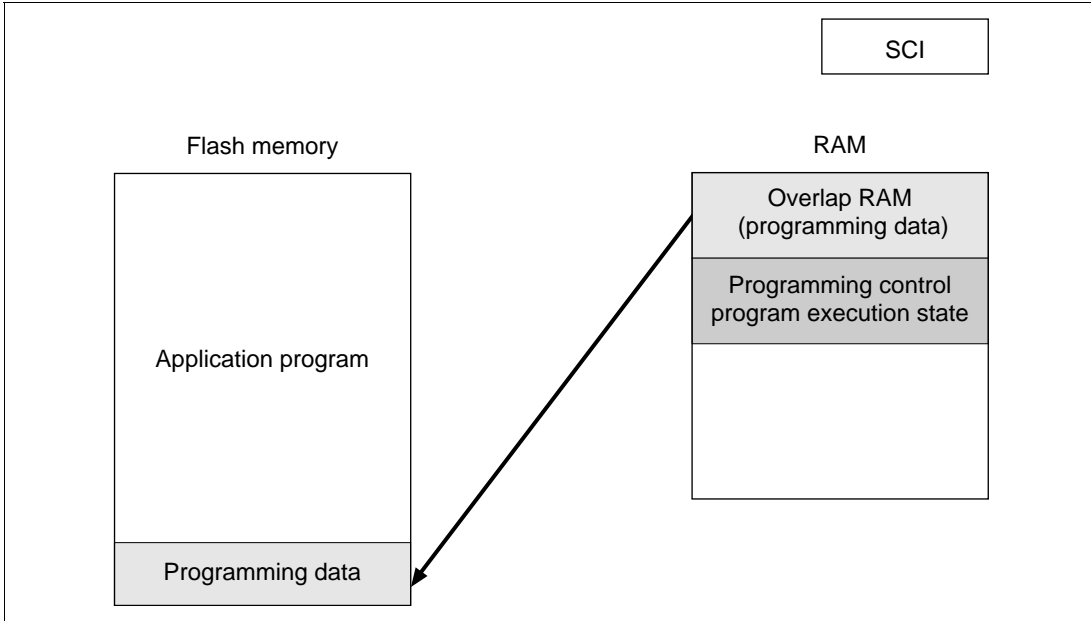 SCI
Flash memory
RAM
Overlap RAM
(programming data)
Programming control
program execution state
Application program
Programming data